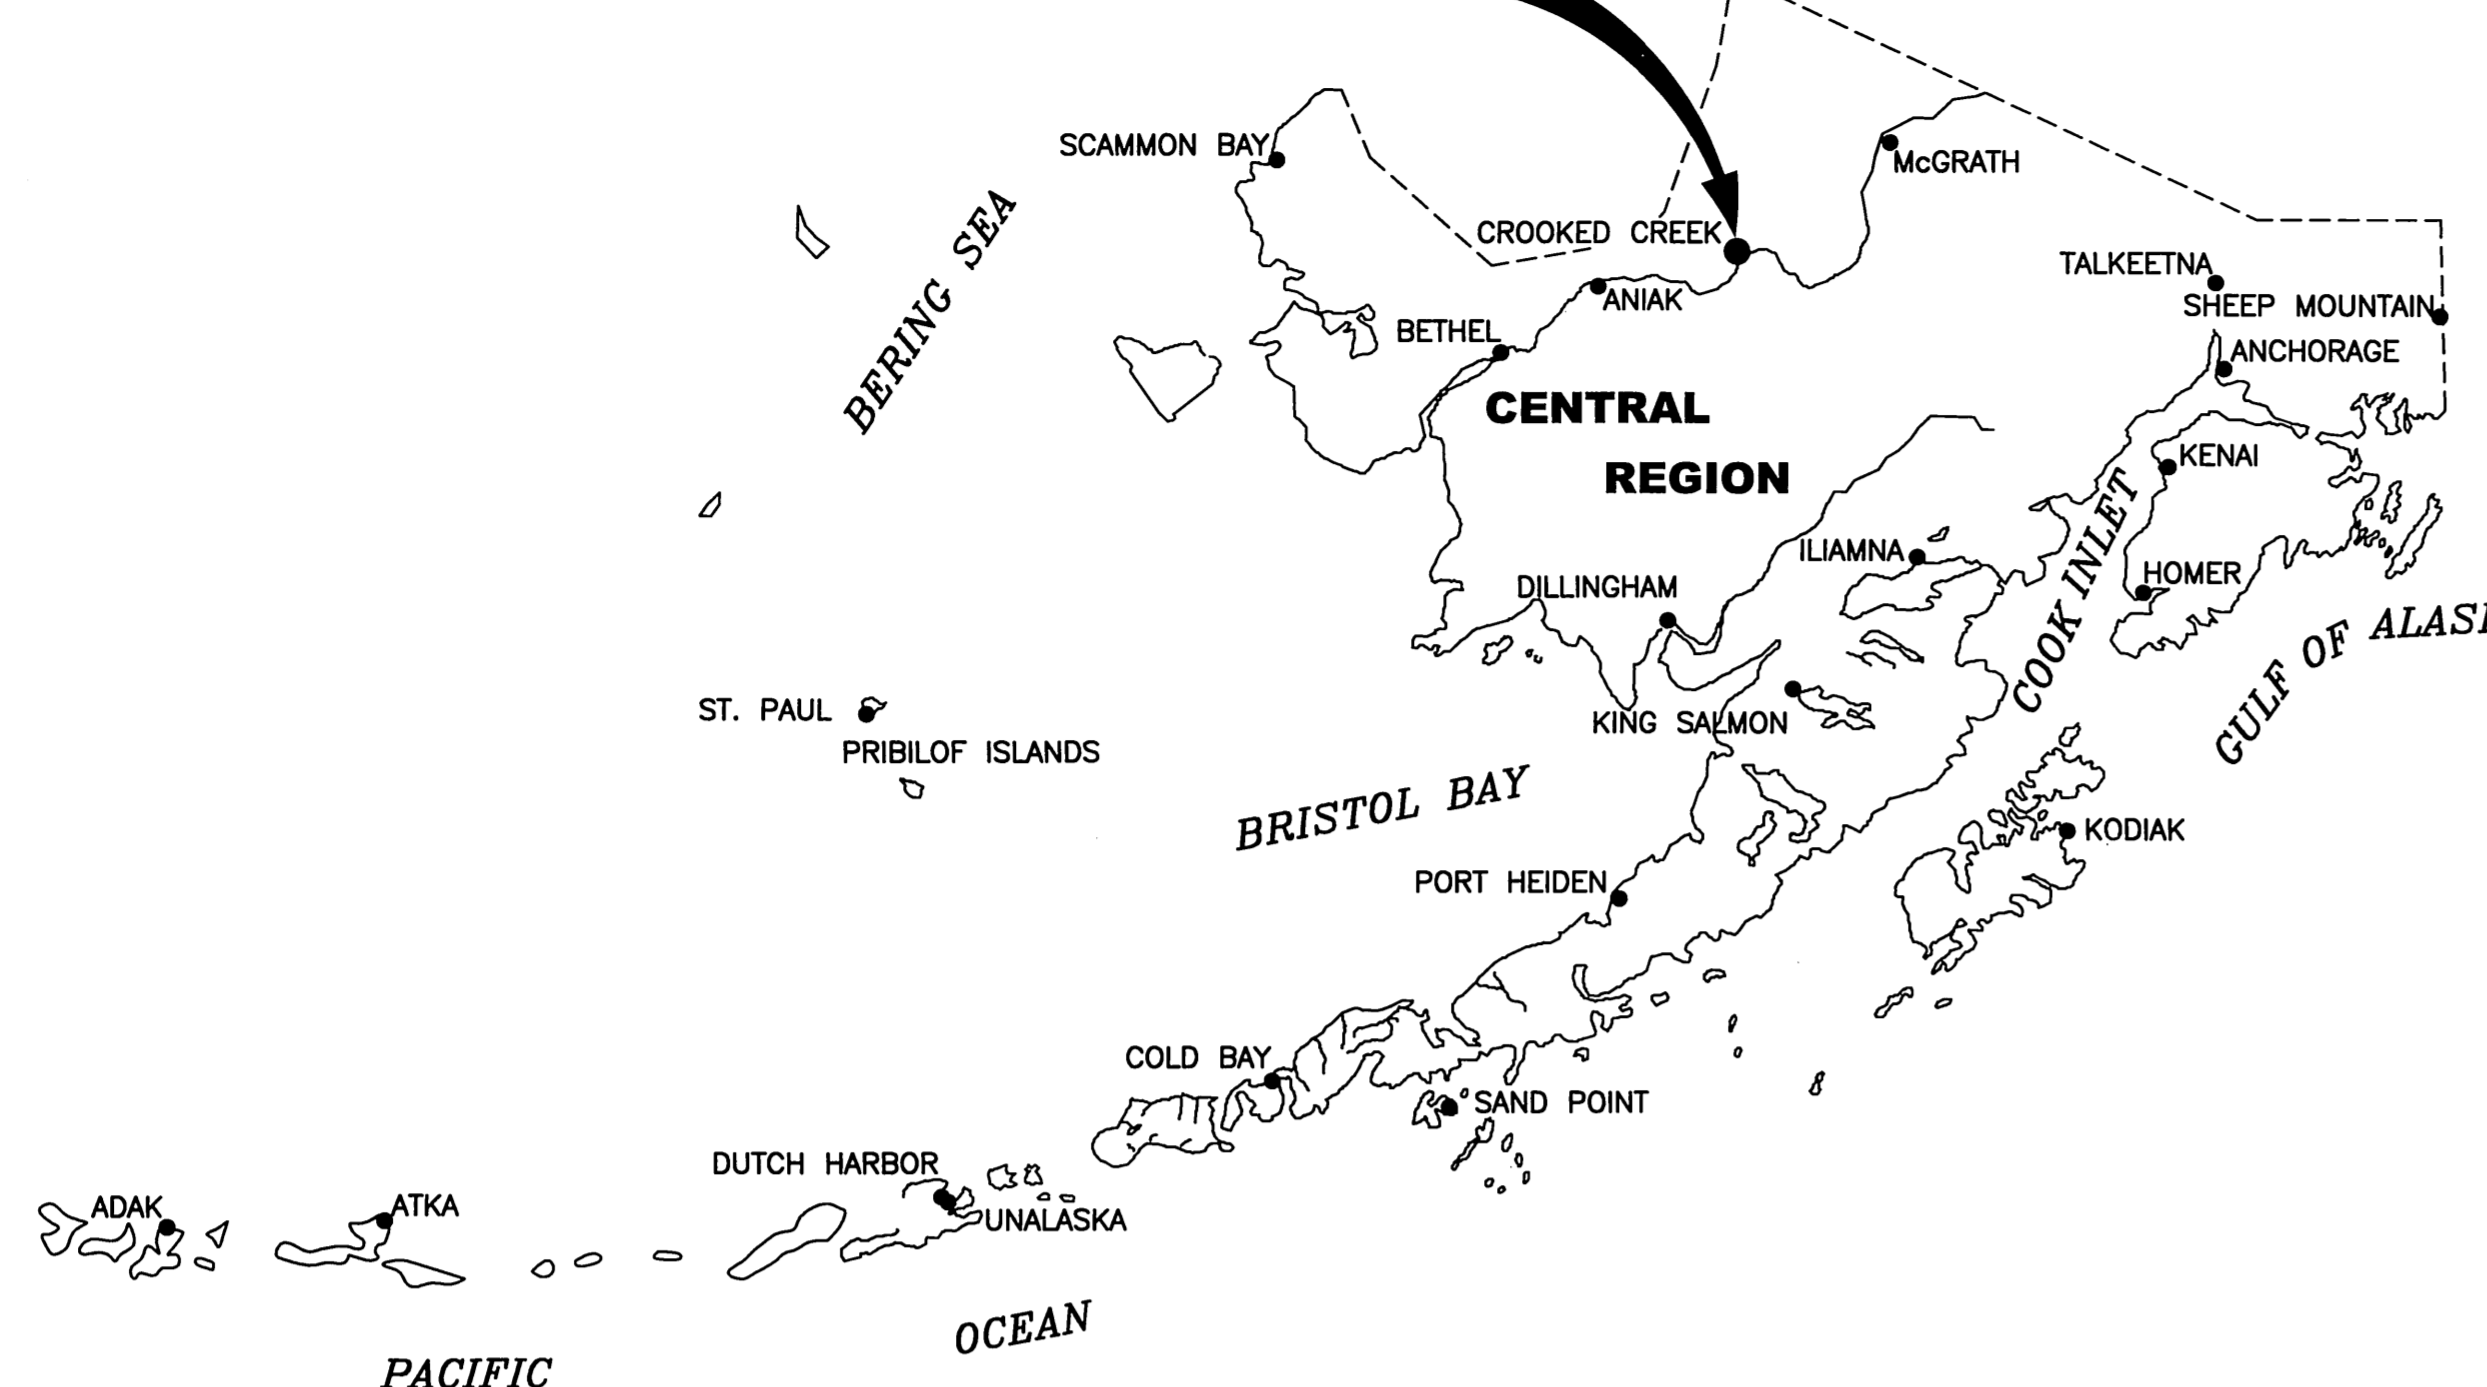 SCAMMON BAY
McGRATH
CROOKED CREEK
TALKEETNA
SHEEP MOUNTAIN
ANIAK
BETHEL
ANCHORAGE
BERING SEA
CENTRAL
REGION
KENAI
ILIAMNA
COOK INLET
HOMER
DILLINGHAM
GULF OF ALAS
ST. PAUL
KING SALMON
PRIBILOF ISLANDS
BRISTOL BAY
KODIAK
PORT HEIDEN
COLD BAY
SAND POINT
DUTCH HARBOR
ADAK
ATKA
UNALASKA
OCEAN
PACIFIC